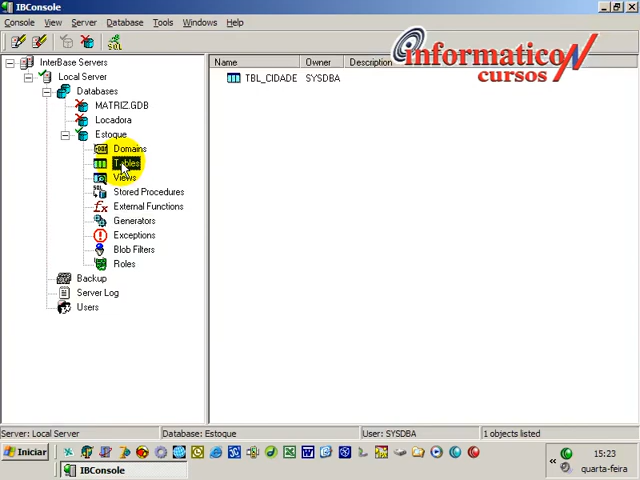 IBConsole
Console View Server Database Tools Windows Help
SQL
InterBase Servers
Local Server
Databases
MATRIZ.GDB
Locadora
Estoque
Domains
Tables
Views
Stored Procedures
External Functions
Generators
Exceptions
Blob Filters
Roles
Backup
Server Log
Users
Name Owner Description
TBL_CIDADE SYSDBA
informaticon
cursos
Server: Local Server Database: Estoque User: SYSDBA 1 objects listed
Iniciar
IBConsole
15:23
quarta-feira